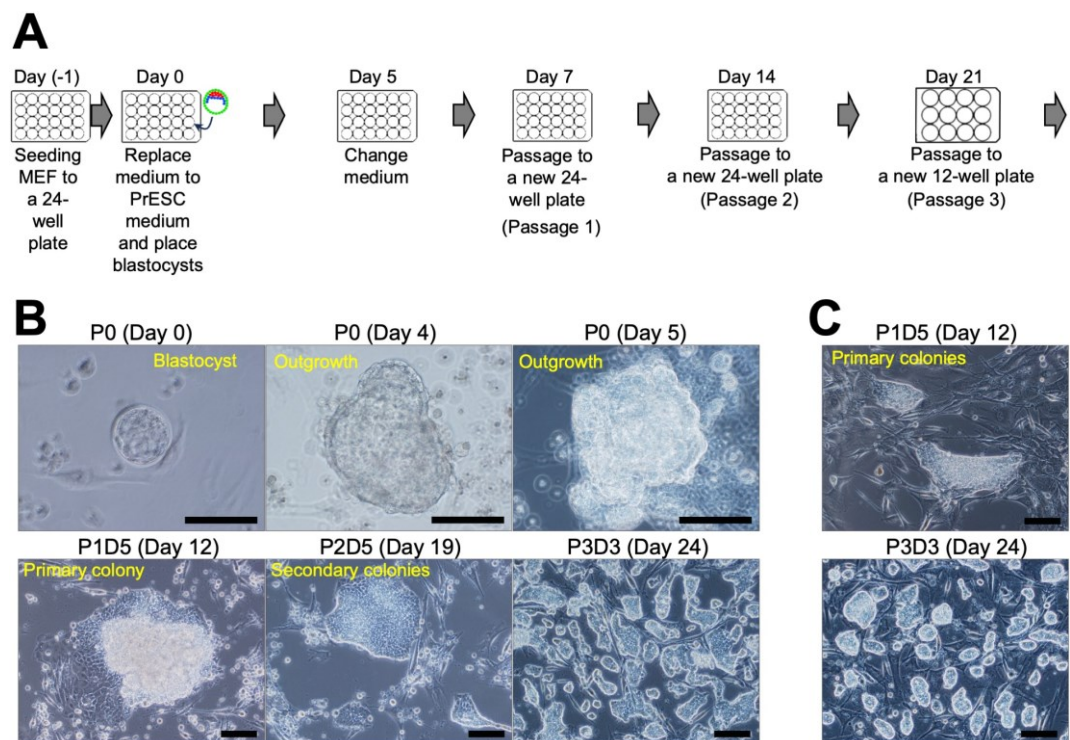 A
Day (-1)
Day 0
Day 5
Day 7
Day 14
Day 21
Seeding
MEF to
a 24-
well
plate
Replace
medium to
PrESC
medium
and place
blastocysts
Change
medium
Passage to
a new 24-
well plate
(Passage 1)
Passage to
a new 24-well plate
(Passage 2)
Passage to
a new 12-well plate
(Passage 3)
B
P0 (Day 0)
Blastocyst
P0 (Day 4)
Outgrowth
P0 (Day 5)
Outgrowth
P1D5 (Day 12)
Primary colony
P2D5 (Day 19)
Secondary colonies
P3D3 (Day 24)
C
P1D5 (Day 12)
Primary colonies
P3D3 (Day 24)